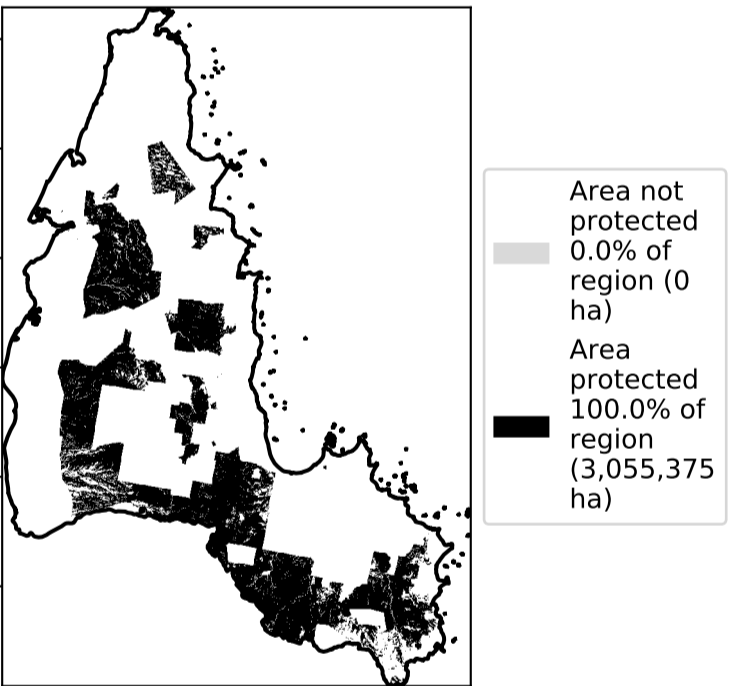 Area not
protected
0.0% of
region (0
ha)
Area
protected
100.0% of
region
(3,055,375
ha)